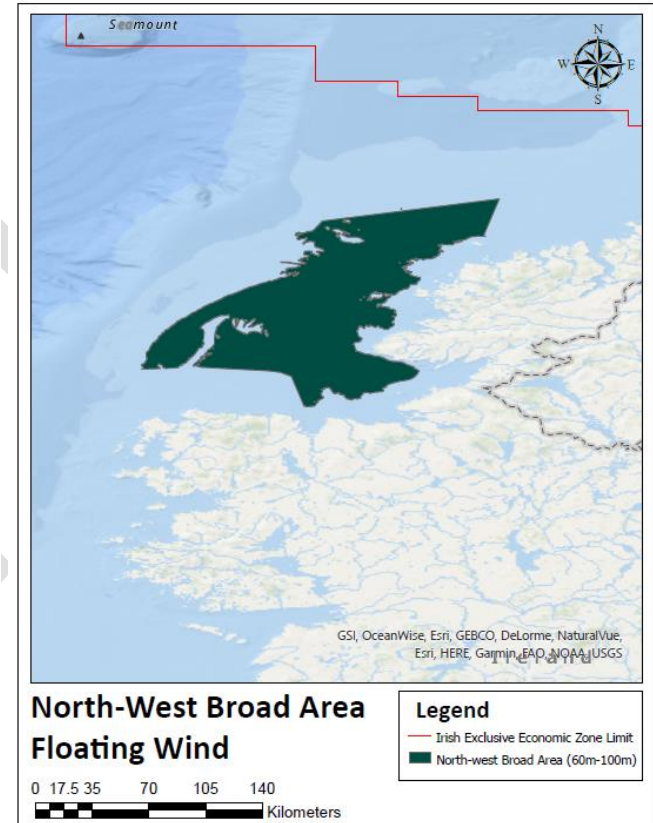 Seamount
N
W E
S
GSI, OceanWise, Esri, GEBCO, DeLorme, NaturalVue,
Esri, HERE, Garmin, FAO, NOAA, USGS
Ireland
North-West Broad Area
Floating Wind
0 17.5 35 70 105 140
Kilometers
Legend
Irish Exclusive Economic Zone Limit
North-west Broad Area (60m-100m)